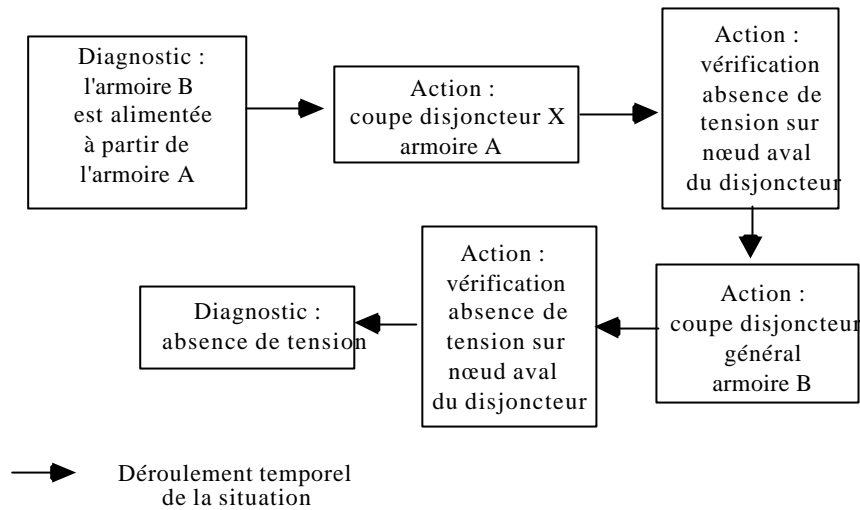 Diagnostic :
l'armoire B
est alimentée
à partir de
l'armoire A
Action :
coupe disjoncteur X
armoire A
Action :
vérification
absence de
tension sur
nœud aval
du disjoncteur
Action :
coupe disjoncteur
général
armoire B
Action :
vérification
absence de
tension sur
nœud aval
du disjoncteur
Diagnostic :
absence de tension
Déroulement temporel
de la situation